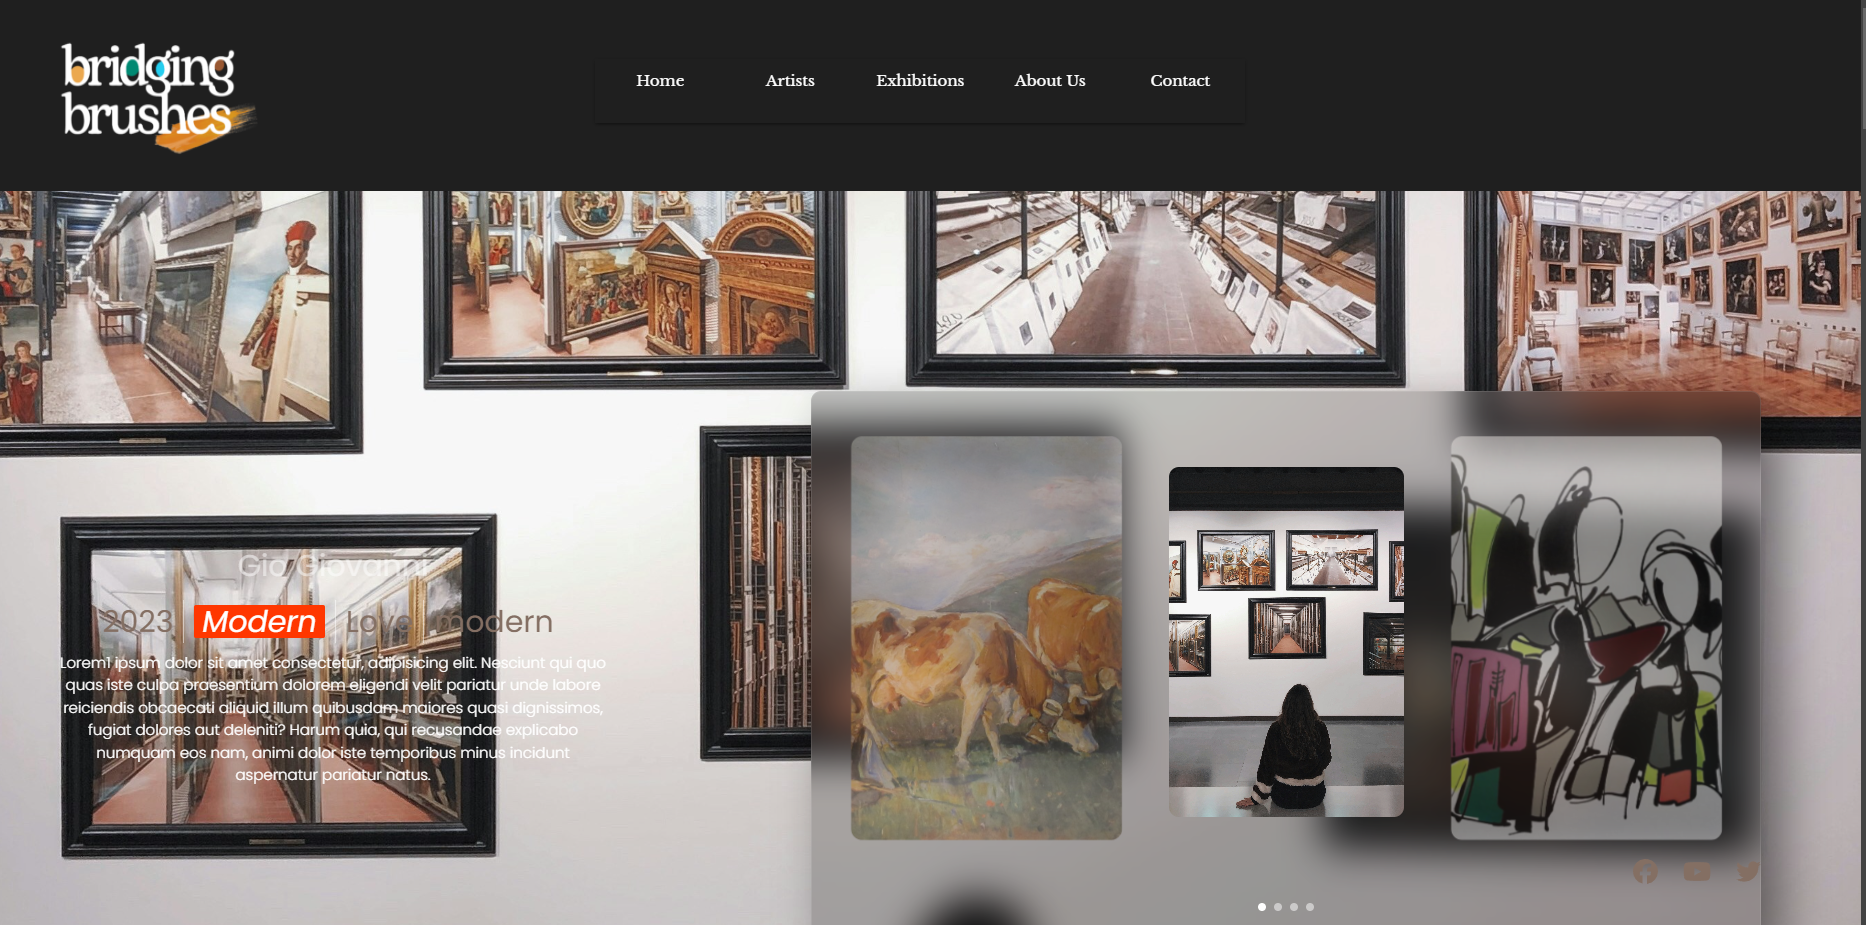 bridging
brushes
Home
Artists
Exhibitions
About Us
Contact
Gio Giovanni
2023
Modern
Love modern
Lorem1 ipsum dolor sit amet consectetur, adipisicing elit. Nesciunt qui quo
quas iste culpa praesentium dolorem eligendi velit pariatur unde labore
reiciendis obcaecati aliquid illum quibusdam maiores quasi dignissimos,
fugiat dolores aut deleniti? Harum quia, qui recusandae explicabo
numquam eos nam, animi dolor iste temporibus minus incidunt
aspernatur pariatur natus.